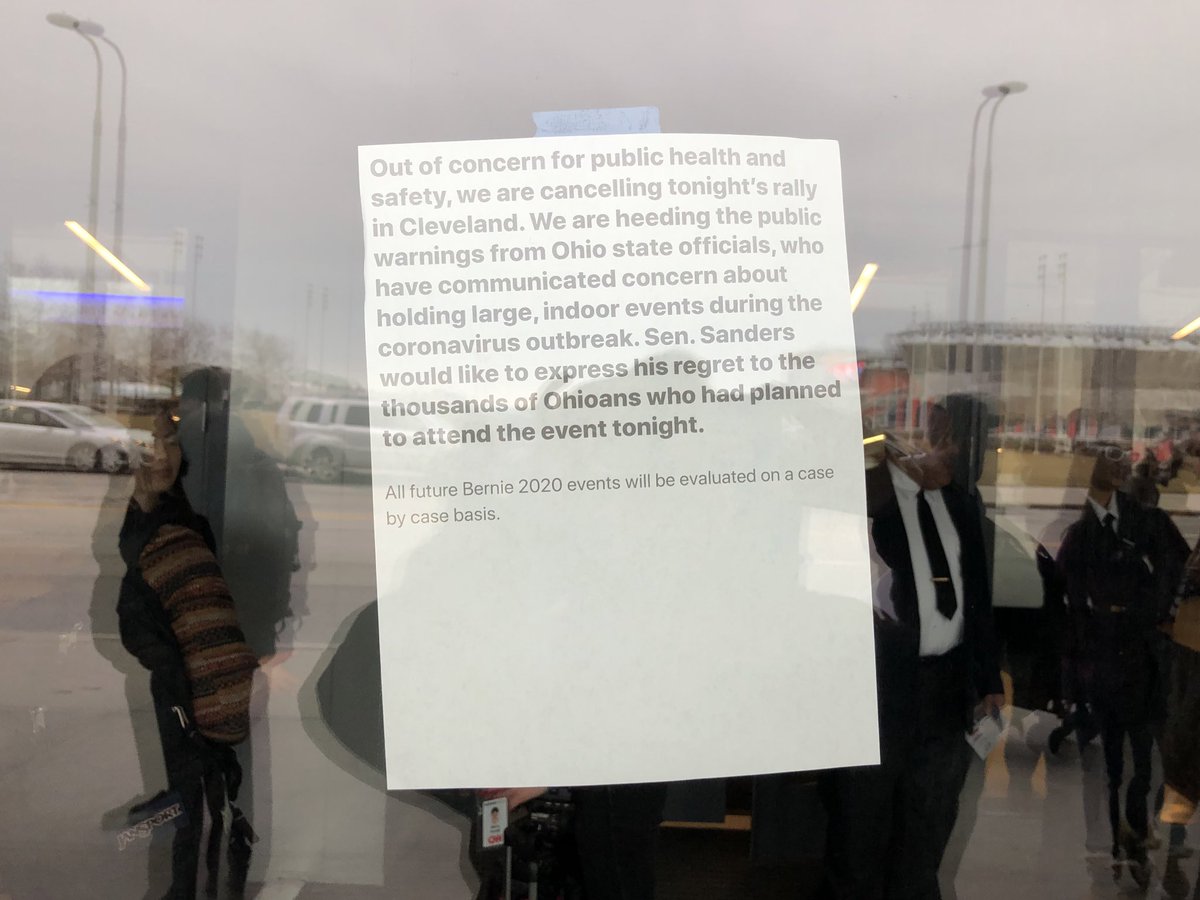 Out of concern for public health and
safety, we are cancelling tonight's rally
in Cleveland. We are heeding the public
warnings from Ohio state officials, who
have communicated concern about
holding large, indoor events during the
coronavirus outbreak. Sen. Sanders
would like to express his regret to the
thousands of Ohioans who had planned
to attend the event tonight.
All future Bernie 2020 events will be evaluated on a case
by case basis.
JANSPORT
CNN